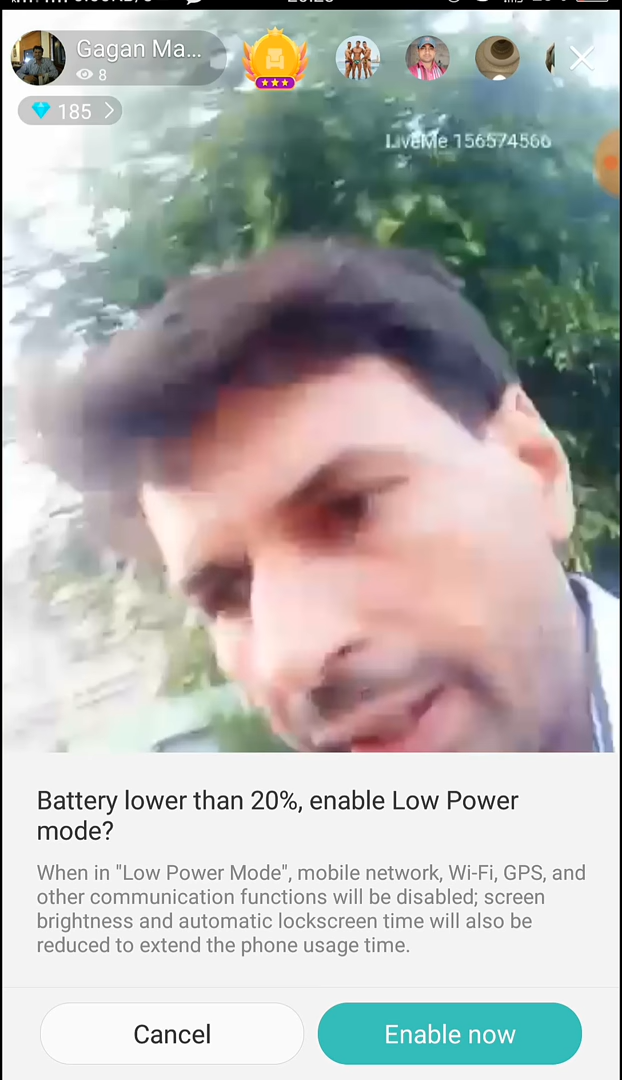 Gagan Ma...
8
185
LiveMe 156574566
Battery lower than 20%, enable Low Power
mode?
When in "Low Power Mode", mobile network, Wi-Fi, GPS, and
other communication functions will be disabled; screen
brightness and automatic lockscreen time will also be
reduced to extend the phone usage time.
Cancel
Enable now